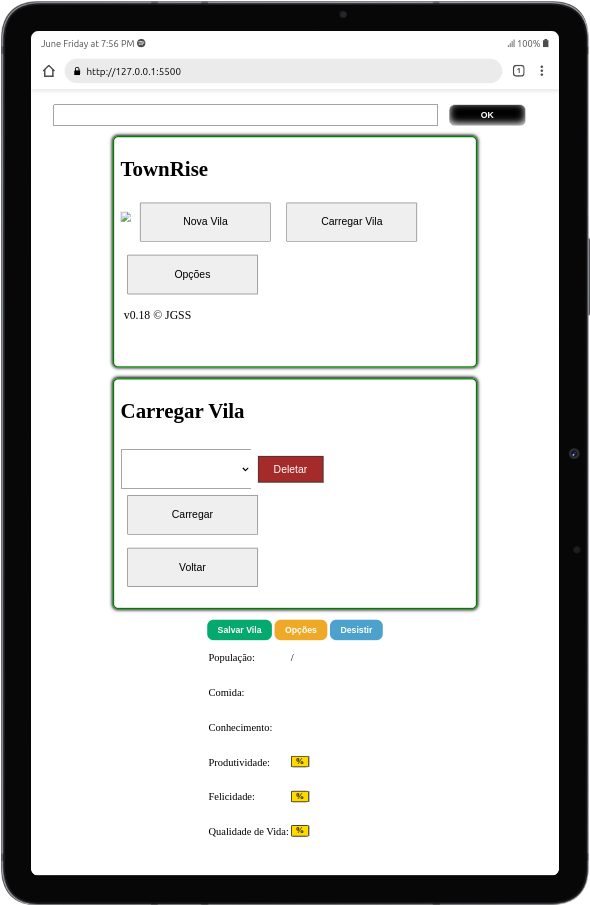 June Friday at 7:56 PM
100%
http://127.0.0.1:5500
1
OK
TownRise
Nova Vila
Carregar Vila
Opções
v0.18 © JGSS
Carregar Vila
Deletar
Carregar
Voltar
Salvar Vila Opções Desistir
População: /
Comida:
Conhecimento:
Produtividade: %
Felicidade: %
Qualidade de Vida: %